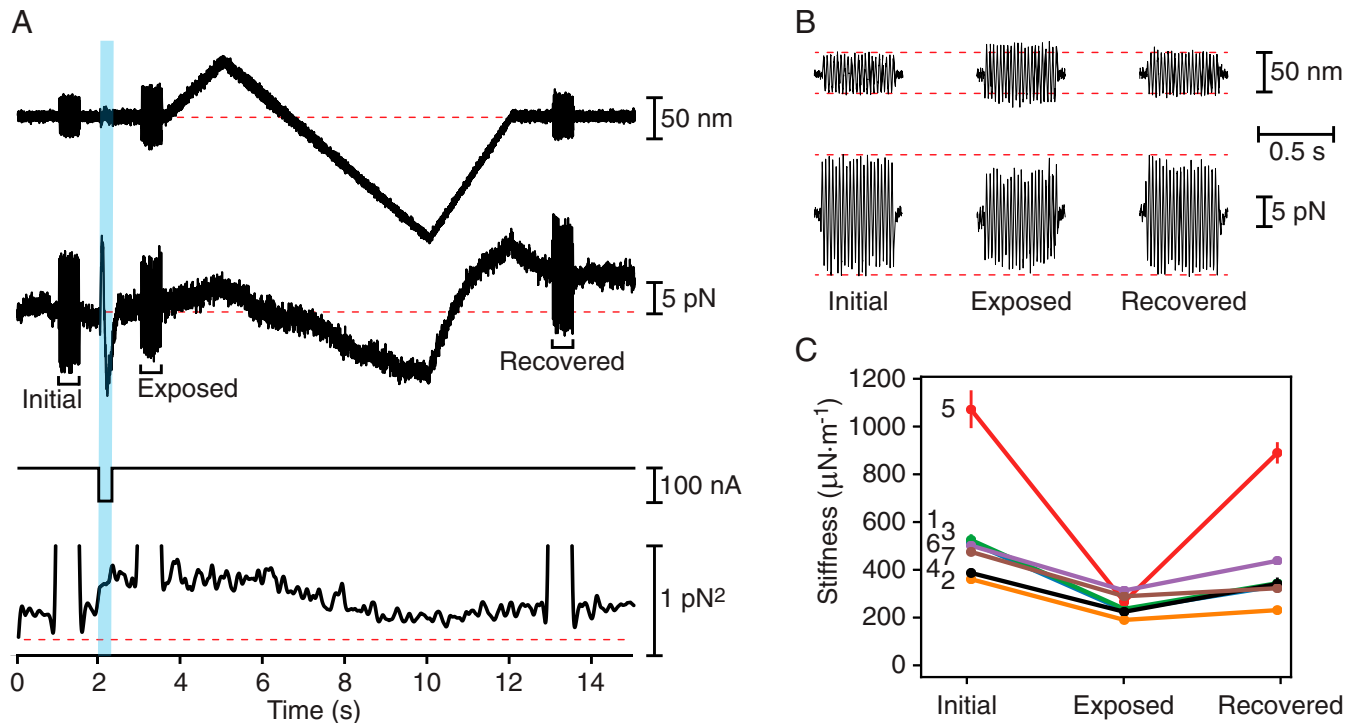 A
50 nm
5 pN
Initial
Exposed
Recovered
100 nA
1 pN²
0 2 4 6 8 10 12 14
Time (s)
B
50 nm
0.5 s
5 pN
Initial Exposed Recovered
C
Stiffness (µN·m⁻¹)
1200
1000
800
600
400
200
0
5
1
3
6
7
4
2
Initial Exposed Recovered